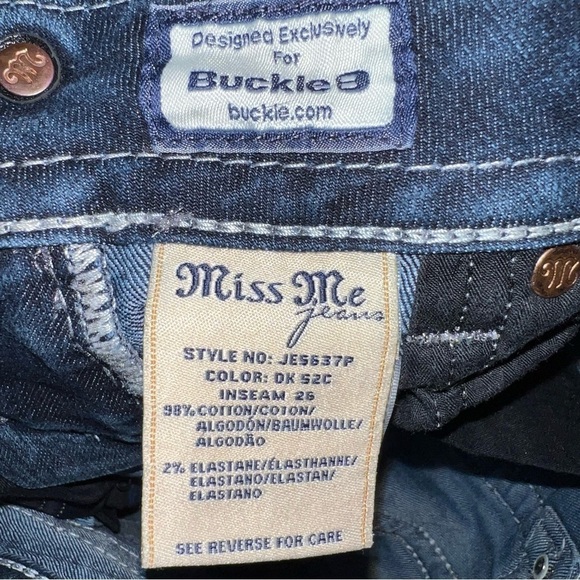 Designed Exclusively
For
Buckle B
buckle.com
Miss Me
jeans
STYLE NO: JE5637P
COLOR: DK 52C
INSEAM 26
98% COTTON/COTON/
ALGODÓN/BAUMWOLLE/
ALGODÃO
2% ELASTANE/ÉLASTHANNE/
ELASTANO/ELASTAN/
ELASTANO
SEE REVERSE FOR CARE
M
M